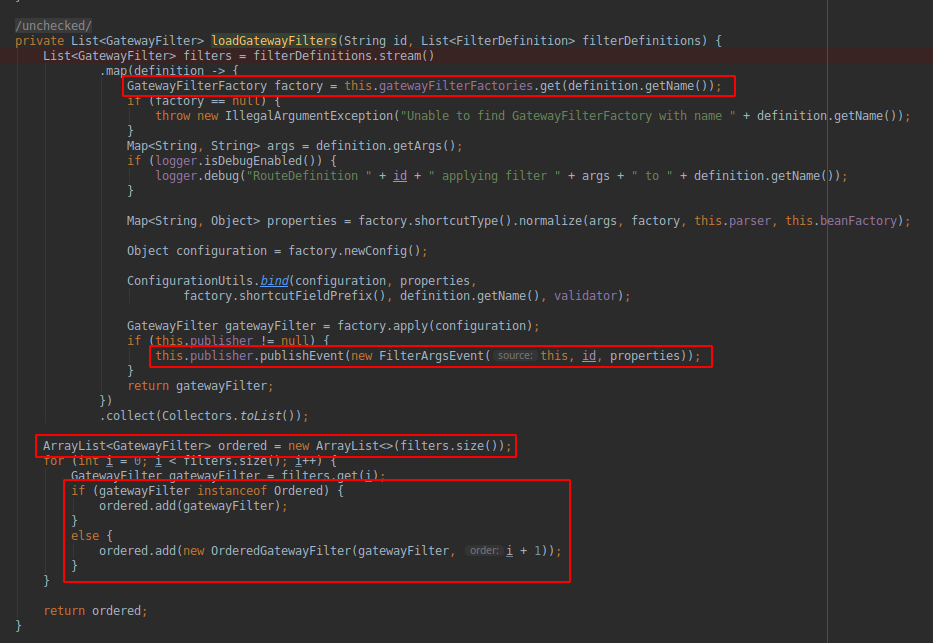 /unchecked/
private List<GatewayFilter> loadGatewayFilters(String id, List<FilterDefinition> filterDefinitions) {
    List<GatewayFilter> filters = filterDefinitions.stream()
            .map(definition -> {
                GatewayFilterFactory factory = this.gatewayFilterFactories.get(definition.getName());
                if (factory == null) {
                    throw new IllegalArgumentException("Unable to find GatewayFilterFactory with name " + definition.getName());
                }
                Map<String, String> args = definition.getArgs();
                if (logger.isDebugEnabled()) {
                    logger.debug("RouteDefinition " + id + " applying filter " + args + " to " + definition.getName());
                }

                Map<String, Object> properties = factory.shortcutType().normalize(args, factory, this.parser, this.beanFactory);

                Object configuration = factory.newConfig();

                ConfigurationUtils.bind(configuration, properties,
                        factory.shortcutFieldPrefix(), definition.getName(), validator);

                GatewayFilter gatewayFilter = factory.apply(configuration);
                if (this.publisher != null) {
                    this.publisher.publishEvent(new FilterArgsEvent( source: this, id, properties));
                }
                return gatewayFilter;
            })
            .collect(Collectors.toList());

    ArrayList<GatewayFilter> ordered = new ArrayList<>(filters.size());
    for (int i = 0; i < filters.size(); i++) {
        GatewayFilter gatewayFilter = filters.get(i);
        if (gatewayFilter instanceof Ordered) {
            ordered.add(gatewayFilter);
        }
        else {
            ordered.add(new OrderedGatewayFilter(gatewayFilter, order: i + 1));
        }
    }

    return ordered;
}